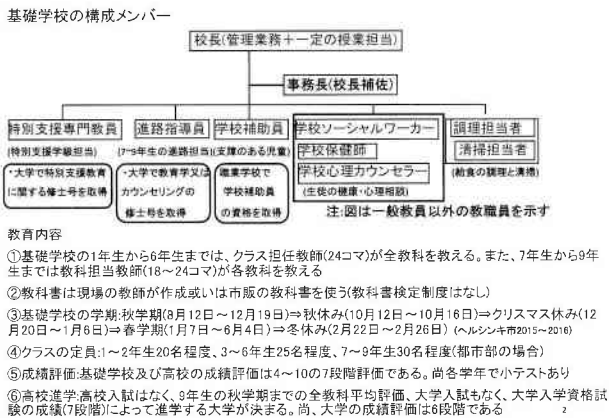 基礎学校の構成メンバー
校長(管理業務＋一定の授業担当)
事務長(校長補佐)
特別支援専門教員
(特別支援学級担当)
・大学で特別支援教育
に関する修士号を取得
進路指導員
(7~9年生の進路担当)
・大学で教育学又は
カウンセリングの
修士号を取得
学校補助員
(支障のある児童)
職業学校で
学校補助員
の資格を取得
学校ソーシャルワーカー
学校保健師
学校心理カウンセラー
(生徒の健康・心理相談)
調理担当者
清掃担当者
(給食の調理と清掃)
注:図は一般教員以外の教職員を示す
教育内容
①基礎学校の1年生から6年生までは、クラス担任教師(24コマ)が全教科を教える。また、7年生から9年
生までは教科担当教師(18～24コマ)が各教科を教える
②教科書は現場の教師が作成或いは市販の教科書を使う(教科書検定制度はなし)
③基礎学校の学期:秋学期(8月12日～12月19日)⇒秋休み(10月12日～10月16日)⇒クリスマス休み(12
月20日～1月6日)⇒春学期(1月7日～6月4日)⇒冬休み(2月22日～2月26日) (ヘルシンキ市2015～2016)
④クラスの定員:1～2年生20名程度、3～6年生25名程度、7～9年生30名程度(都市部の場合)
⑤成績評価:基礎学校及び高校の成績評価は4～10の7段階評価である。尚各学年で小テストあり
⑥高校進学:高校入試はなく、9年生の秋学期までの全教科平均評価、大学入試もなく、大学入学資格試
験の成績(7段階)によって進学する大学が決まる。尚、大学の成績評価は6段階である
2